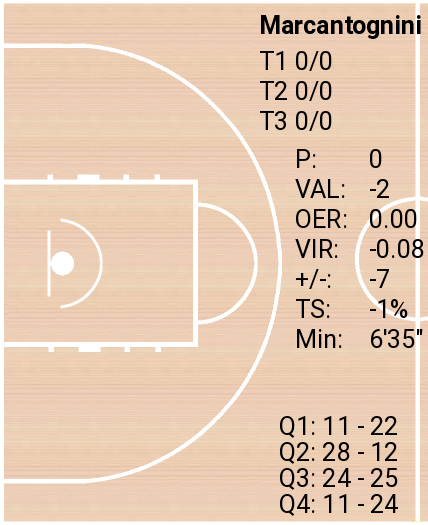 Marcantognini
T1 0/0
T2 0/0
T3 0/0
P: 0
VAL: -2
OER: 0.00
VIR: -0.08
+/-: -7
TS: -1%
Min: 6'35"
Q1: 11 - 22
Q2: 28 - 12
Q3: 24 - 25
Q4: 11 - 24